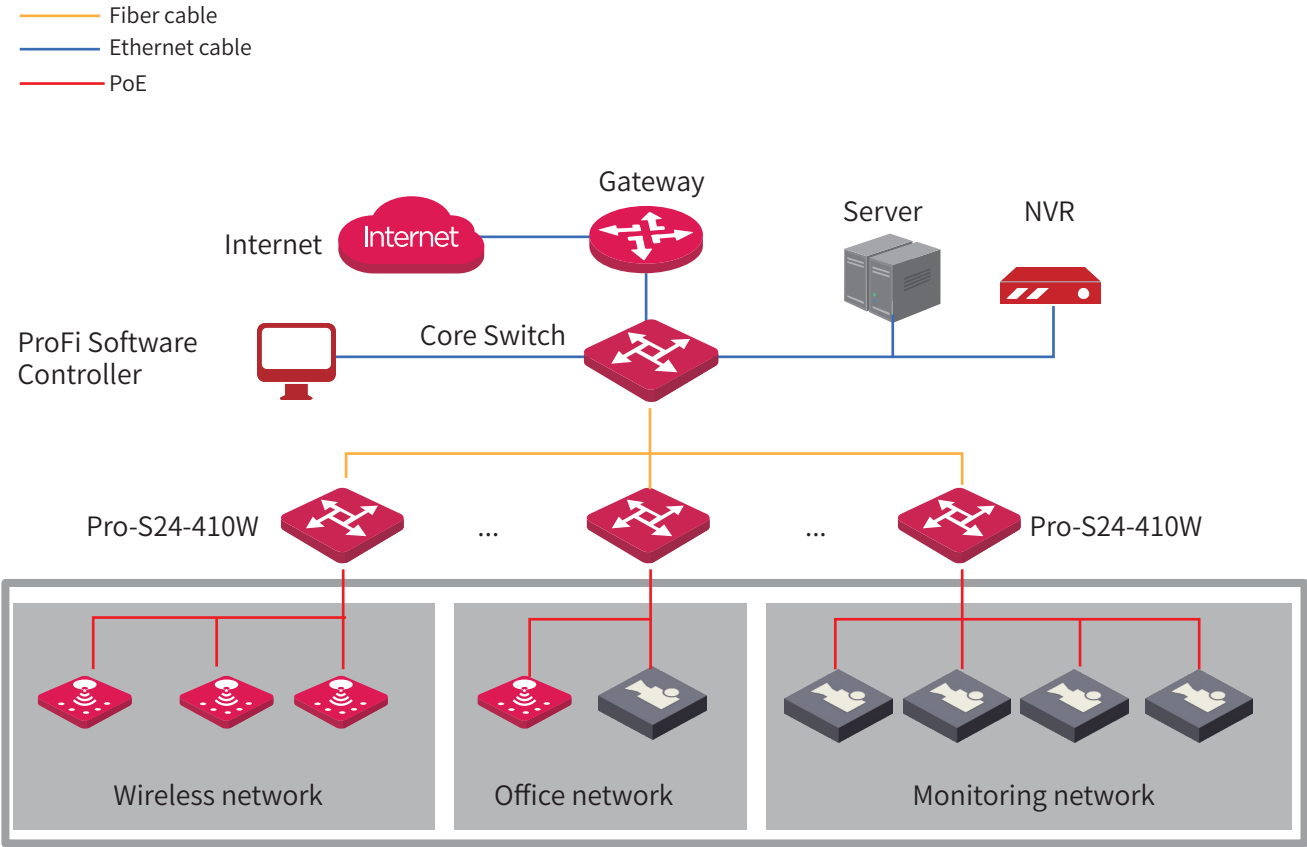 Fiber cable
Ethernet cable
PoE
Gateway
Server
NVR
Internet
Internet
ProFi Software
Controller
Core Switch
Pro-S24-410W
...
...
Pro-S24-410W
Wireless network
Office network
Monitoring network